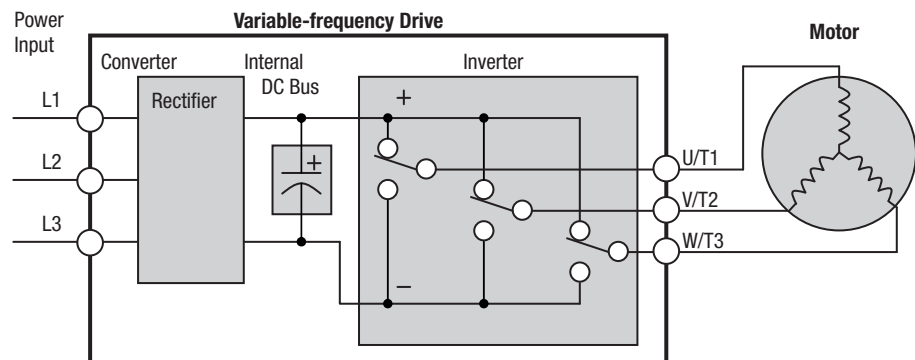 Power
Input
Variable-frequency Drive
Motor
Converter
Internal
DC Bus
Inverter
Rectifier
L1
L2
L3
+
+
−
U/T1
V/T2
W/T3